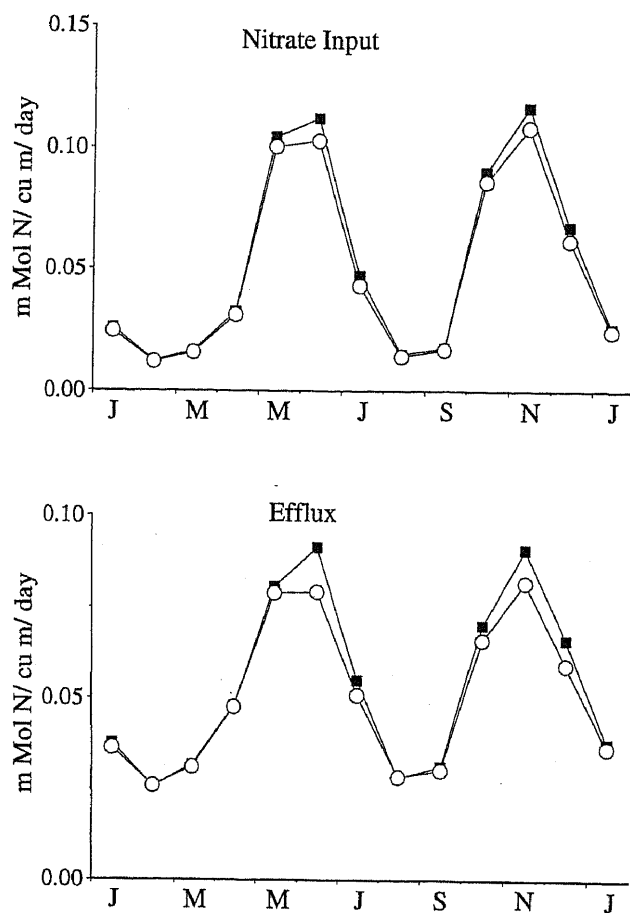 Nitrate Input
m Mol N/ cu m/ day
0.15
0.10
0.05
0.00
J M M J S N J
Efflux
m Mol N/ cu m/ day
0.10
0.05
0.00
J M M J S N J